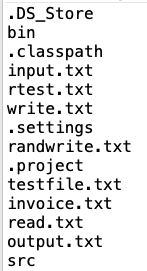 .DS_Store
bin
.classpath
input.txt
rtest.txt
write.txt
.settings
randwrite.txt
.project
testfile.txt
invoice.txt
read.txt
output.txt
src